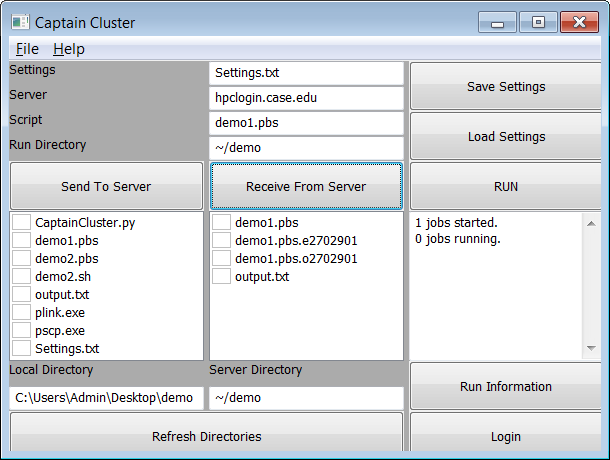 Captain Cluster
File Help
Settings
Settings.txt
Save Settings
Server
hpclogin.case.edu
Script
demo1.pbs
Load Settings
Run Directory
~/demo
Send To Server
Receive From Server
RUN
CaptainCluster.py
demo1.pbs
demo2.pbs
demo2.sh
output.txt
plink.exe
pscp.exe
Settings.txt
demo1.pbs
demo1.pbs.e2702901
demo1.pbs.o2702901
output.txt
1 jobs started.
0 jobs running.
Local Directory
Server Directory
C:\Users\Admin\Desktop\demo
~/demo
Run Information
Refresh Directories
Login